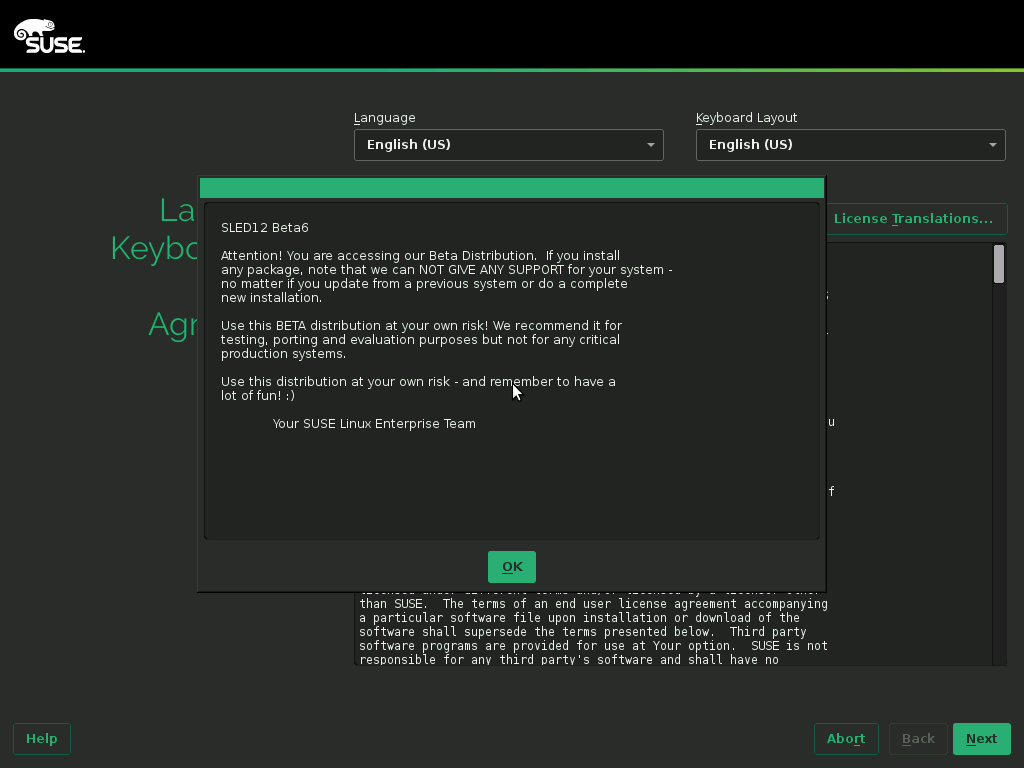 SUSE
Language
Keyboard Layout
English (US)
English (US)
License Translations...
La
Keybo
Agr
SLED12 Beta6
Attention! You are accessing our Beta Distribution.  If you install
any package, note that we can NOT GIVE ANY SUPPORT for your system -
no matter if you update from a previous system or do a complete
new installation.
Use this BETA distribution at your own risk! We recommend it for
testing, porting and evaluation purposes but not for any critical
production systems.
Use this distribution at your own risk - and remember to have a
lot of fun! :)
Your SUSE Linux Enterprise Team
u
f
OK
than SUSE.  The terms of an end user license agreement accompanying
a particular software file upon installation or download of the
software shall supersede the terms presented below.  Third party
software programs are provided for use at Your option.  SUSE is not
responsible for any third party's software and shall have no
Help
Abort
Back
Next